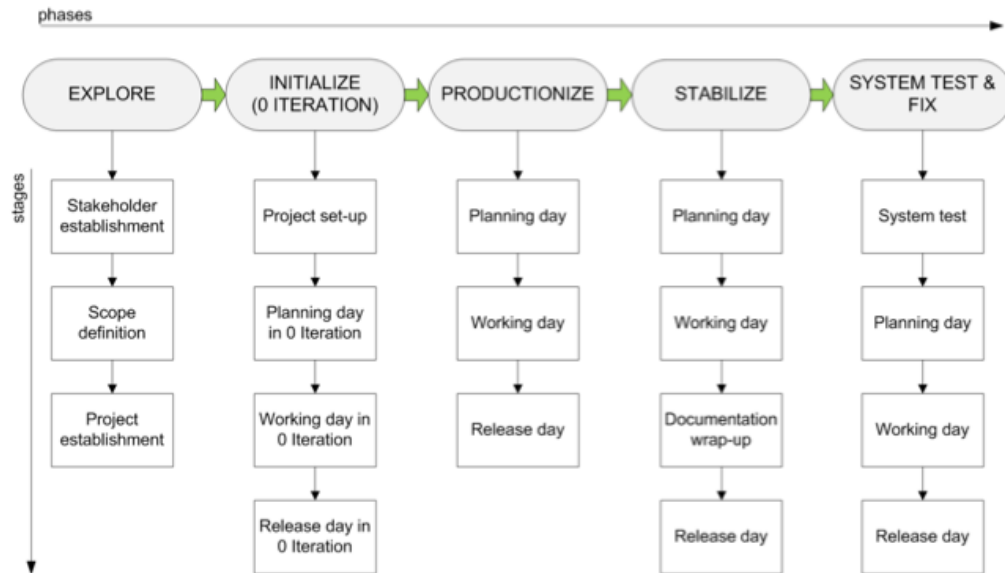 phases
EXPLORE
INITIALIZE
(0 ITERATION)
PRODUCTIONIZE
STABILIZE
SYSTEM TEST &
FIX
stages
Stakeholder
establishment
Project set-up
Planning day
Planning day
System test
Scope
definition
Planning day
in 0 Iteration
Working day
Working day
Planning day
Project
establishment
Working day in
0 Iteration
Release day
Documentation
wrap-up
Working day
Release day in
0 Iteration
Release day
Release day